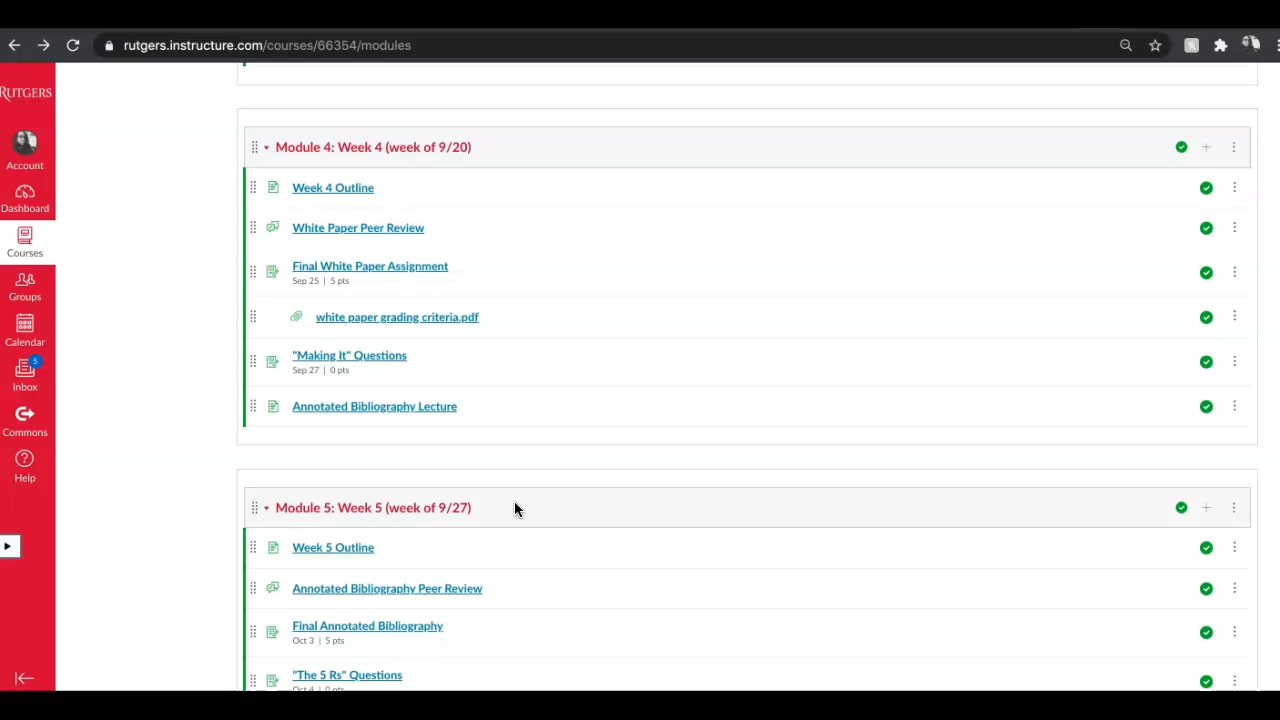 rutgers.instructure.com/courses/66354/modules
RUTGERS
Account
Dashboard
Courses
Groups
Calendar
5
Inbox
Commons
Help
Module 4: Week 4 (week of 9/20)
Week 4 Outline
White Paper Peer Review
Final White Paper Assignment
Sep 25 | 5 pts
white paper grading criteria.pdf
"Making It" Questions
Sep 27 | 0 pts
Annotated Bibliography Lecture
Module 5: Week 5 (week of 9/27)
Week 5 Outline
Annotated Bibliography Peer Review
Final Annotated Bibliography
Oct 3 | 5 pts
"The 5 Rs" Questions
Oct 4 | 0 pts